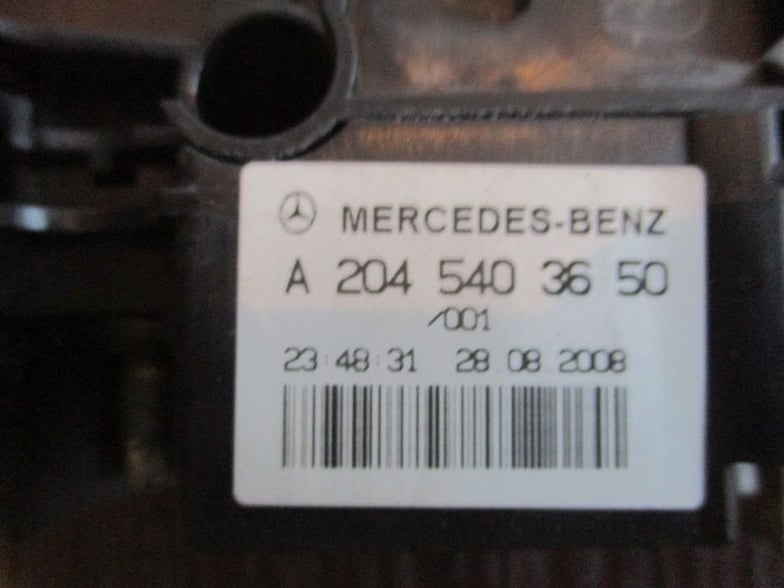 MERCEDES-BENZ
A 204 540 36 50
/001
23:48:31 28.08.2008